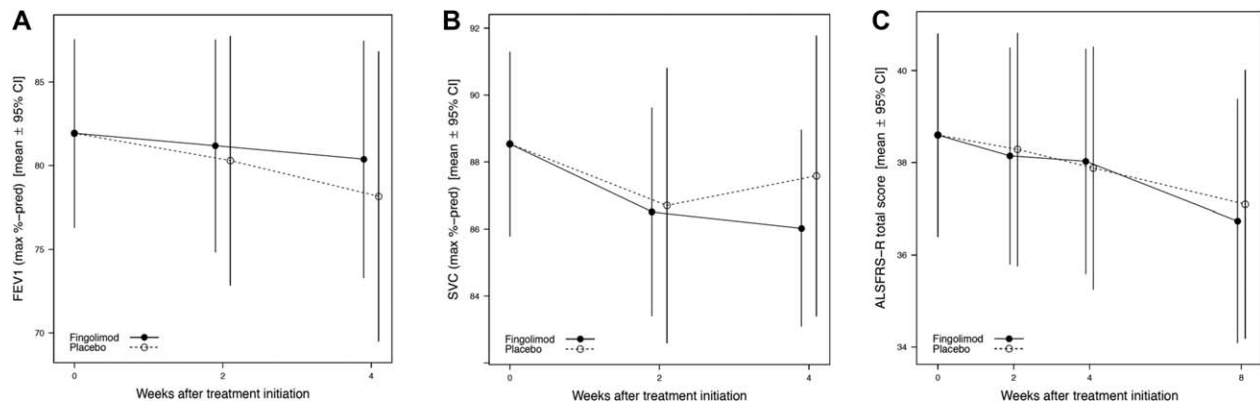 A
FEV1 (max %-pred) [mean ± 95% CI]
85
80
75
70
Fingolimod
Placebo
0
2
4
Weeks after treatment initiation
B
SVC (max %-pred) [mean ± 95% CI]
92
90
88
86
84
Fingolimod
Placebo
0
2
4
Weeks after treatment initiation
C
ALSFRS-R total score [mean ± 95% CI]
40
38
36
34
Fingolimod
Placebo
0
2
4
8
Weeks after treatment initiation